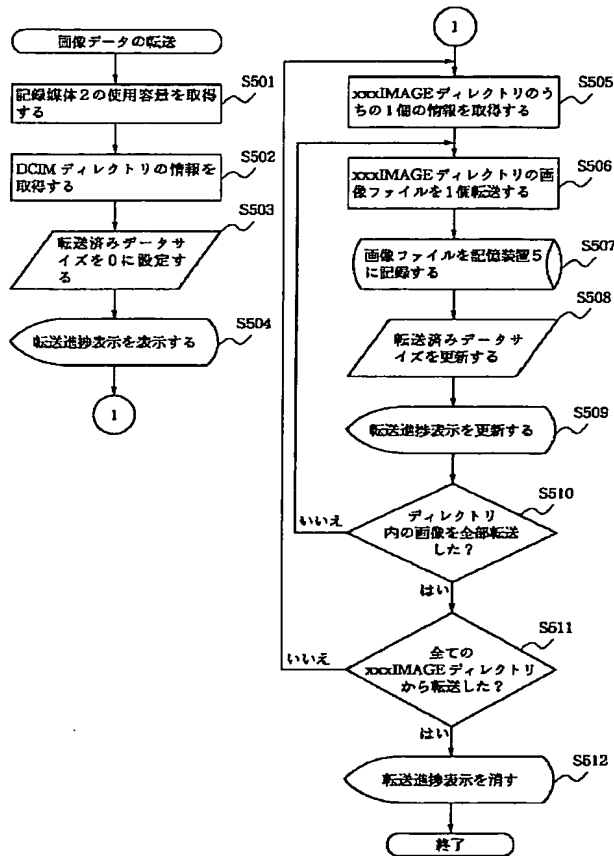 画像データの転送
S501
記録媒体2の使用容量を取得
する
S502
DCIMディレクトリの情報を
取得する
S503
転送済みデータサ
イズを0に設定す
る
S504
転送進捗表示を表示する
1
1
S505
xxxIMAGEディレクトリのう
ちの1個の情報を取得する
S506
xxxIMAGEディレクトリの画
像ファイルを1個転送する
S507
画像ファイルを記憶装置5
に記録する
S508
転送済みデータサ
イズを更新する
S509
転送進捗表示を更新する
S510
ディレクトリ
内の画像を全部転送
した?
いいえ
はい
S511
全ての
xxxIMAGEディレクトリ
から転送した?
いいえ
はい
S512
転送進捗表示を消す
終了